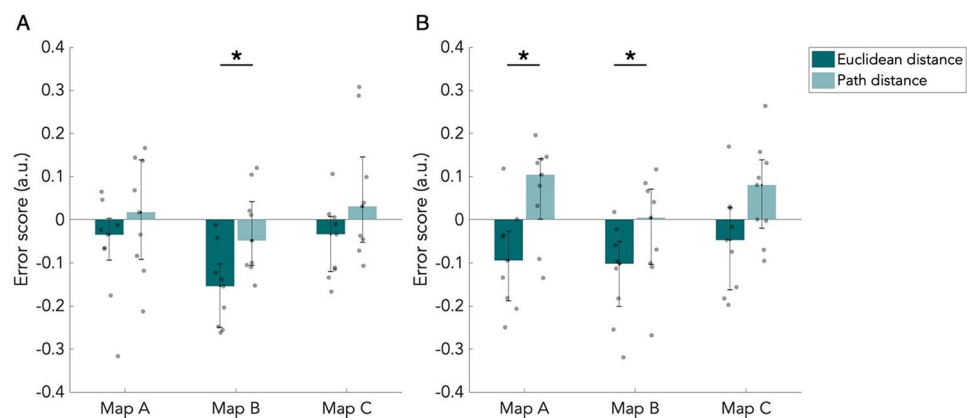 A
Error score (a.u.)
0.4
0.3
0.2
0.1
0
-0.1
-0.2
-0.3
-0.4
*
Map A
Map B
Map C
B
Error score (a.u.)
0.4
0.3
0.2
0.1
0
-0.1
-0.2
-0.3
-0.4
*
*
Map A
Map B
Map C
Euclidean distance
Path distance